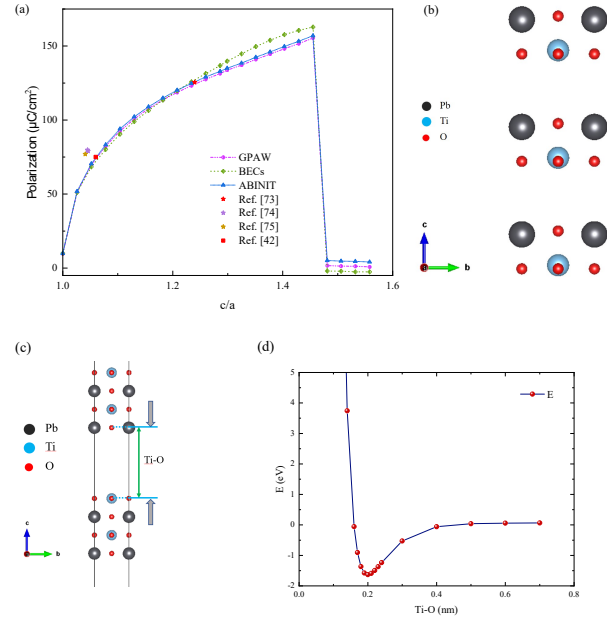 (a)
Polarization (μC/cm²)
150
100
50
0
1.0
1.2
1.4
1.6
c/a
GPAW
BECs
ABINIT
Ref. [73]
Ref. [74]
Ref. [75]
Ref. [42]
(b)
Pb
Ti
O
c
b
(c)
Pb
Ti
O
Ti-O
c
b
(d)
E (eV)
5
4
3
2
1
0
-1
-2
0.0
0.2
0.4
0.6
0.8
Ti-O (nm)
E